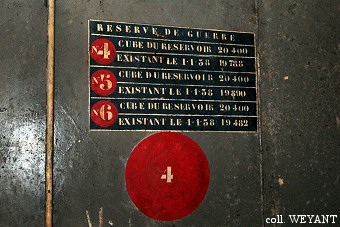 RESERVE DE GUERRE
N°4 CUBE DU RESERVOIR 20 400
EXISTANT LE 1-1-38 19 788
N°5 CUBE DU RESERVOIR 20 400
EXISTANT LE 1-1-38 19 890
N°6 CUBE DU RESERVOIR 20 400
EXISTANT LE 1-1-38 19 482
4
coll. WEYANT